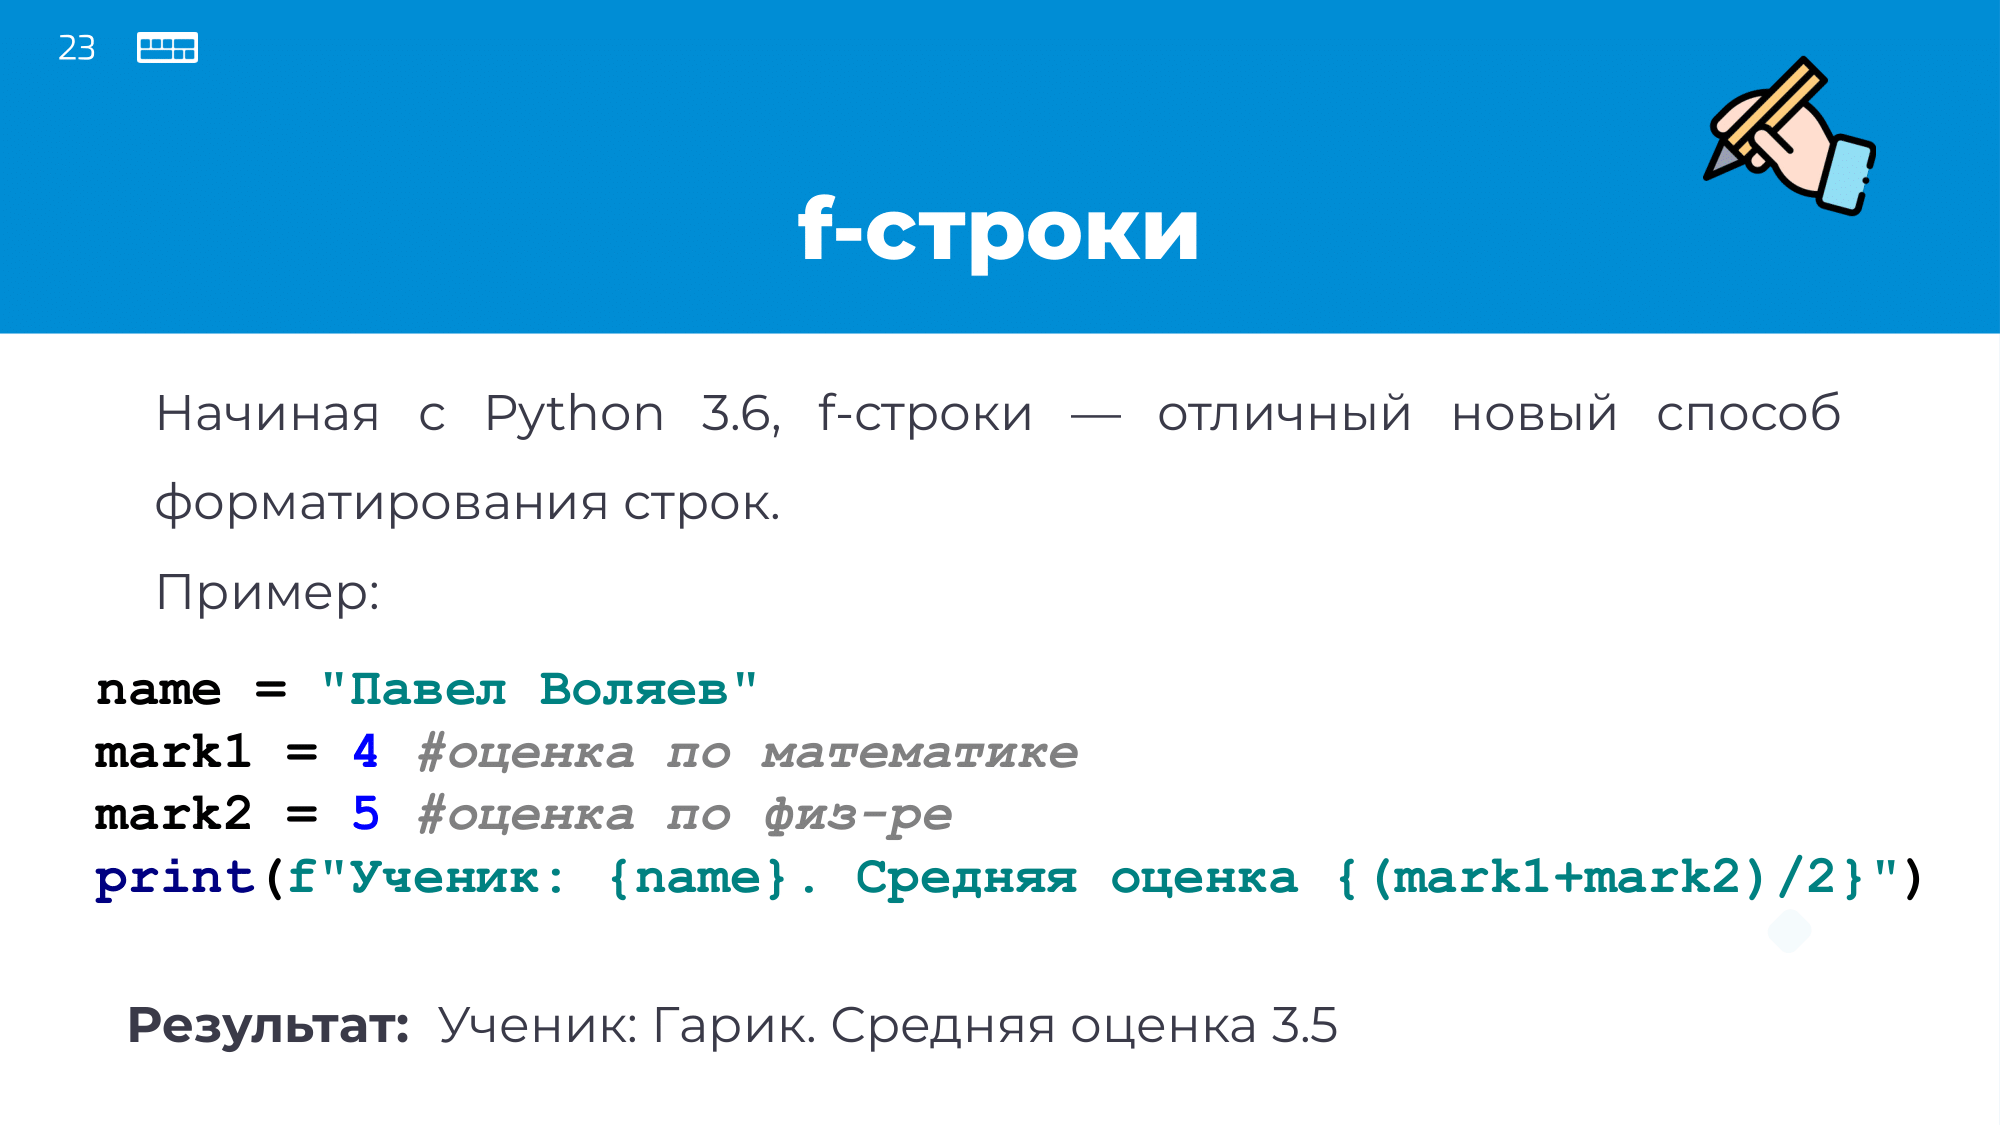 23
f-строки
Начиная с Python 3.6, f-строки — отличный новый способ
форматирования строк.
Пример:
name = "Павел Воляев"
mark1 = 4 #оценка по математике
mark2 = 5 #оценка по физ-ре
print(f"Ученик: {name}. Средняя оценка {(mark1+mark2)/2}")
Результат: Ученик: Гарик. Средняя оценка 3.5